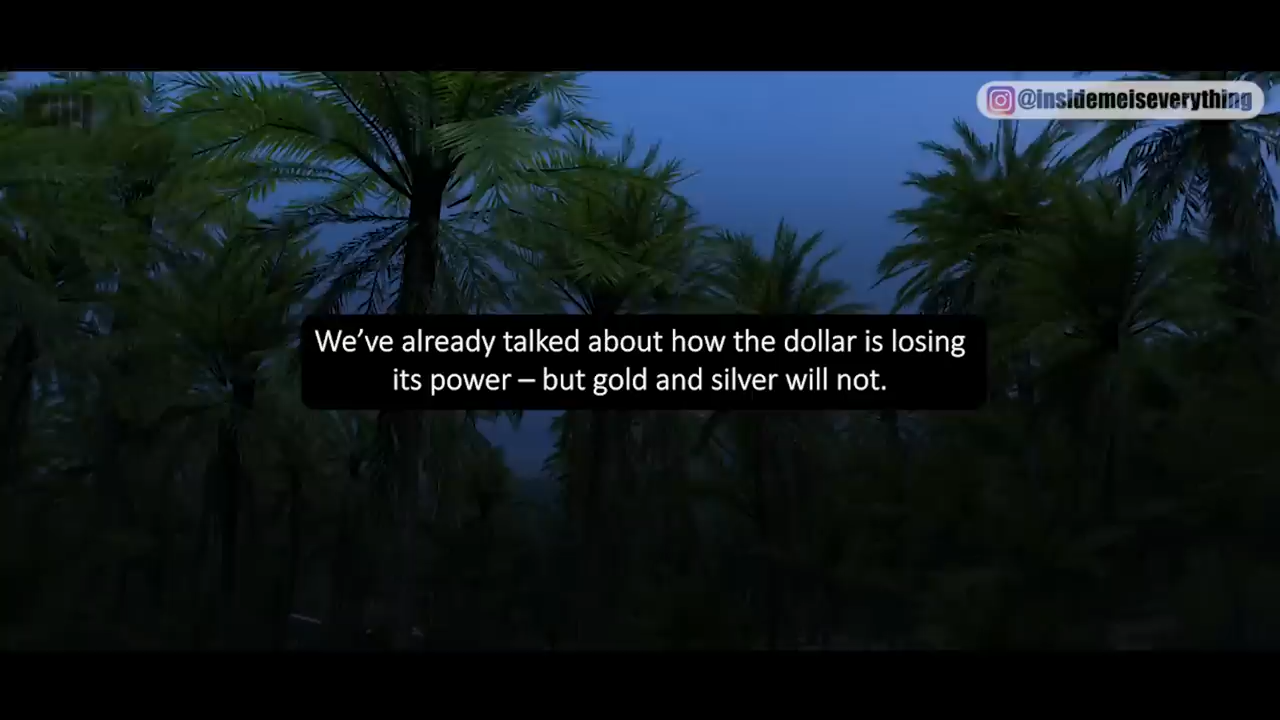 @insidemeiseverything
We’ve already talked about how the dollar is losing
its power – but gold and silver will not.